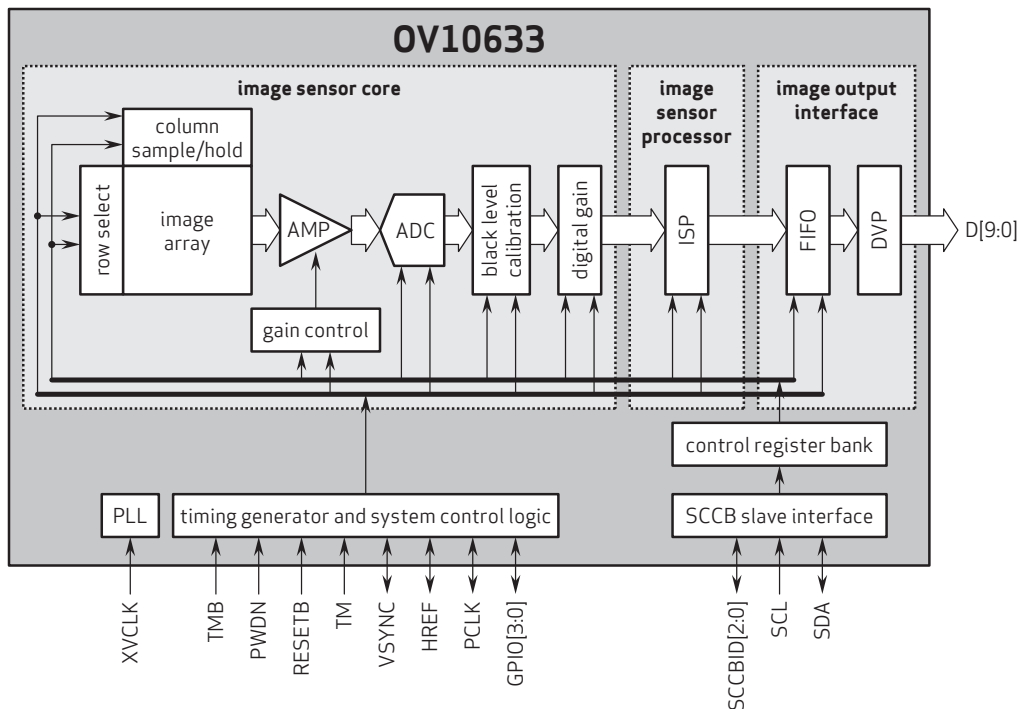 OV10633
image sensor core
image
sensor
processor
image output
interface
column
sample/hold
row select
image
array
AMP
ADC
black level
calibration
digital gain
ISP
FIFO
DVP
D[9:0]
gain control
control register bank
PLL
timing generator and system control logic
SCCB slave interface
XVCLK
TMB
PWDN
RESETB
TM
VSYNC
HREF
PCLK
GPIO[3:0]
SCCBID[2:0]
SCL
SDA